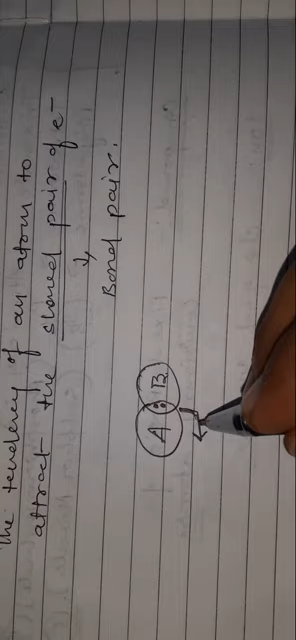 The tendency of an atom to
attract the shared pair of e-
↓
Bond pair.
A : B